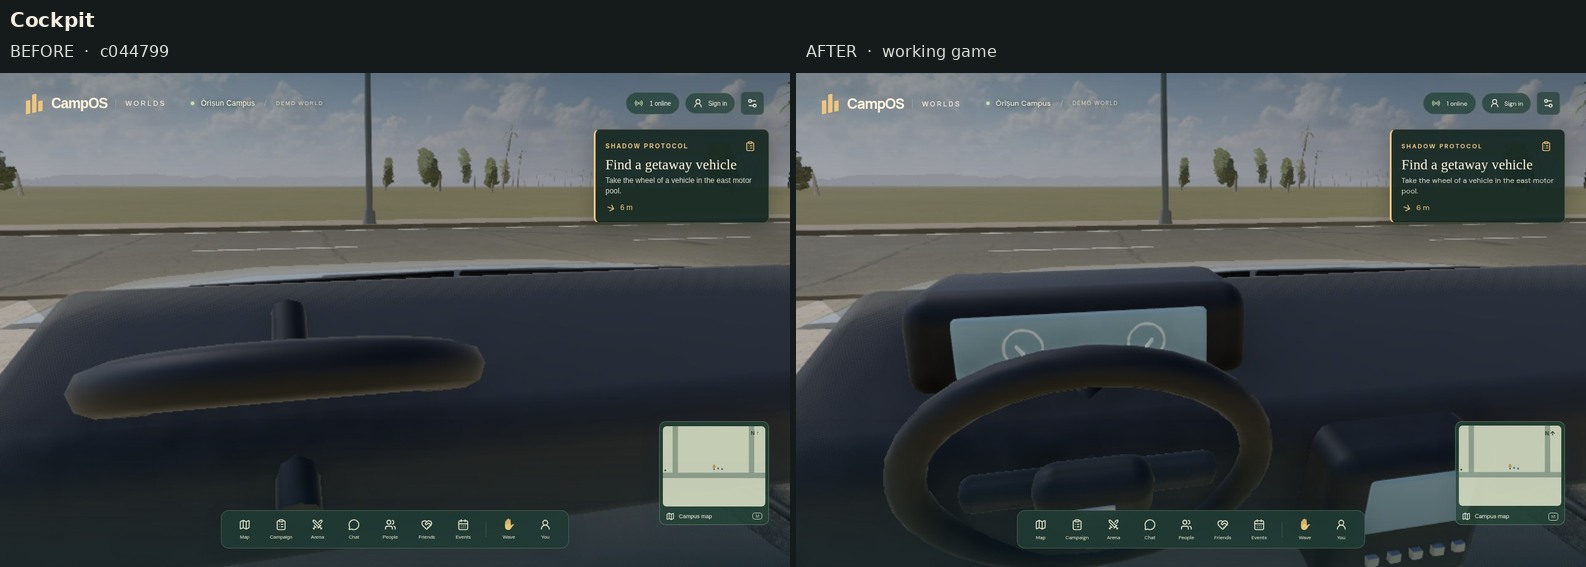 Cockpit
BEFORE · c044799
AFTER · working game
CampOS WORLDS Òrìṣun Campus / DEMO WORLD
1 online
Sign in
SHADOW PROTOCOL
Find a getaway vehicle
Take the wheel of a vehicle in the east motor
pool.
6 m
N ↑
Campus map M
Map Campaign Arena Chat People Friends Events Wave You
CampOS WORLDS Òrìṣun Campus / DEMO WORLD
1 online
Sign in
SHADOW PROTOCOL
Find a getaway vehicle
Take the wheel of a vehicle in the east motor
pool.
6 m
N ↑
Campus map M
Map Campaign Arena Chat People Friends Events Wave You